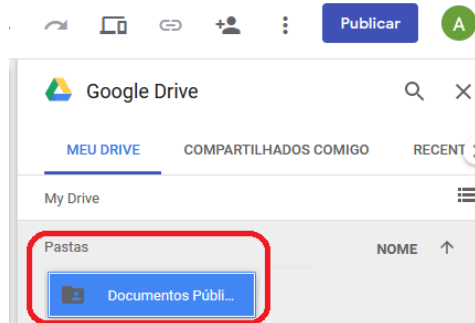 Publicar
A
Google Drive
MEU DRIVE COMPARTILHADOS COMIGO RECENT
My Drive
Pastas NOME
Documentos Públi...